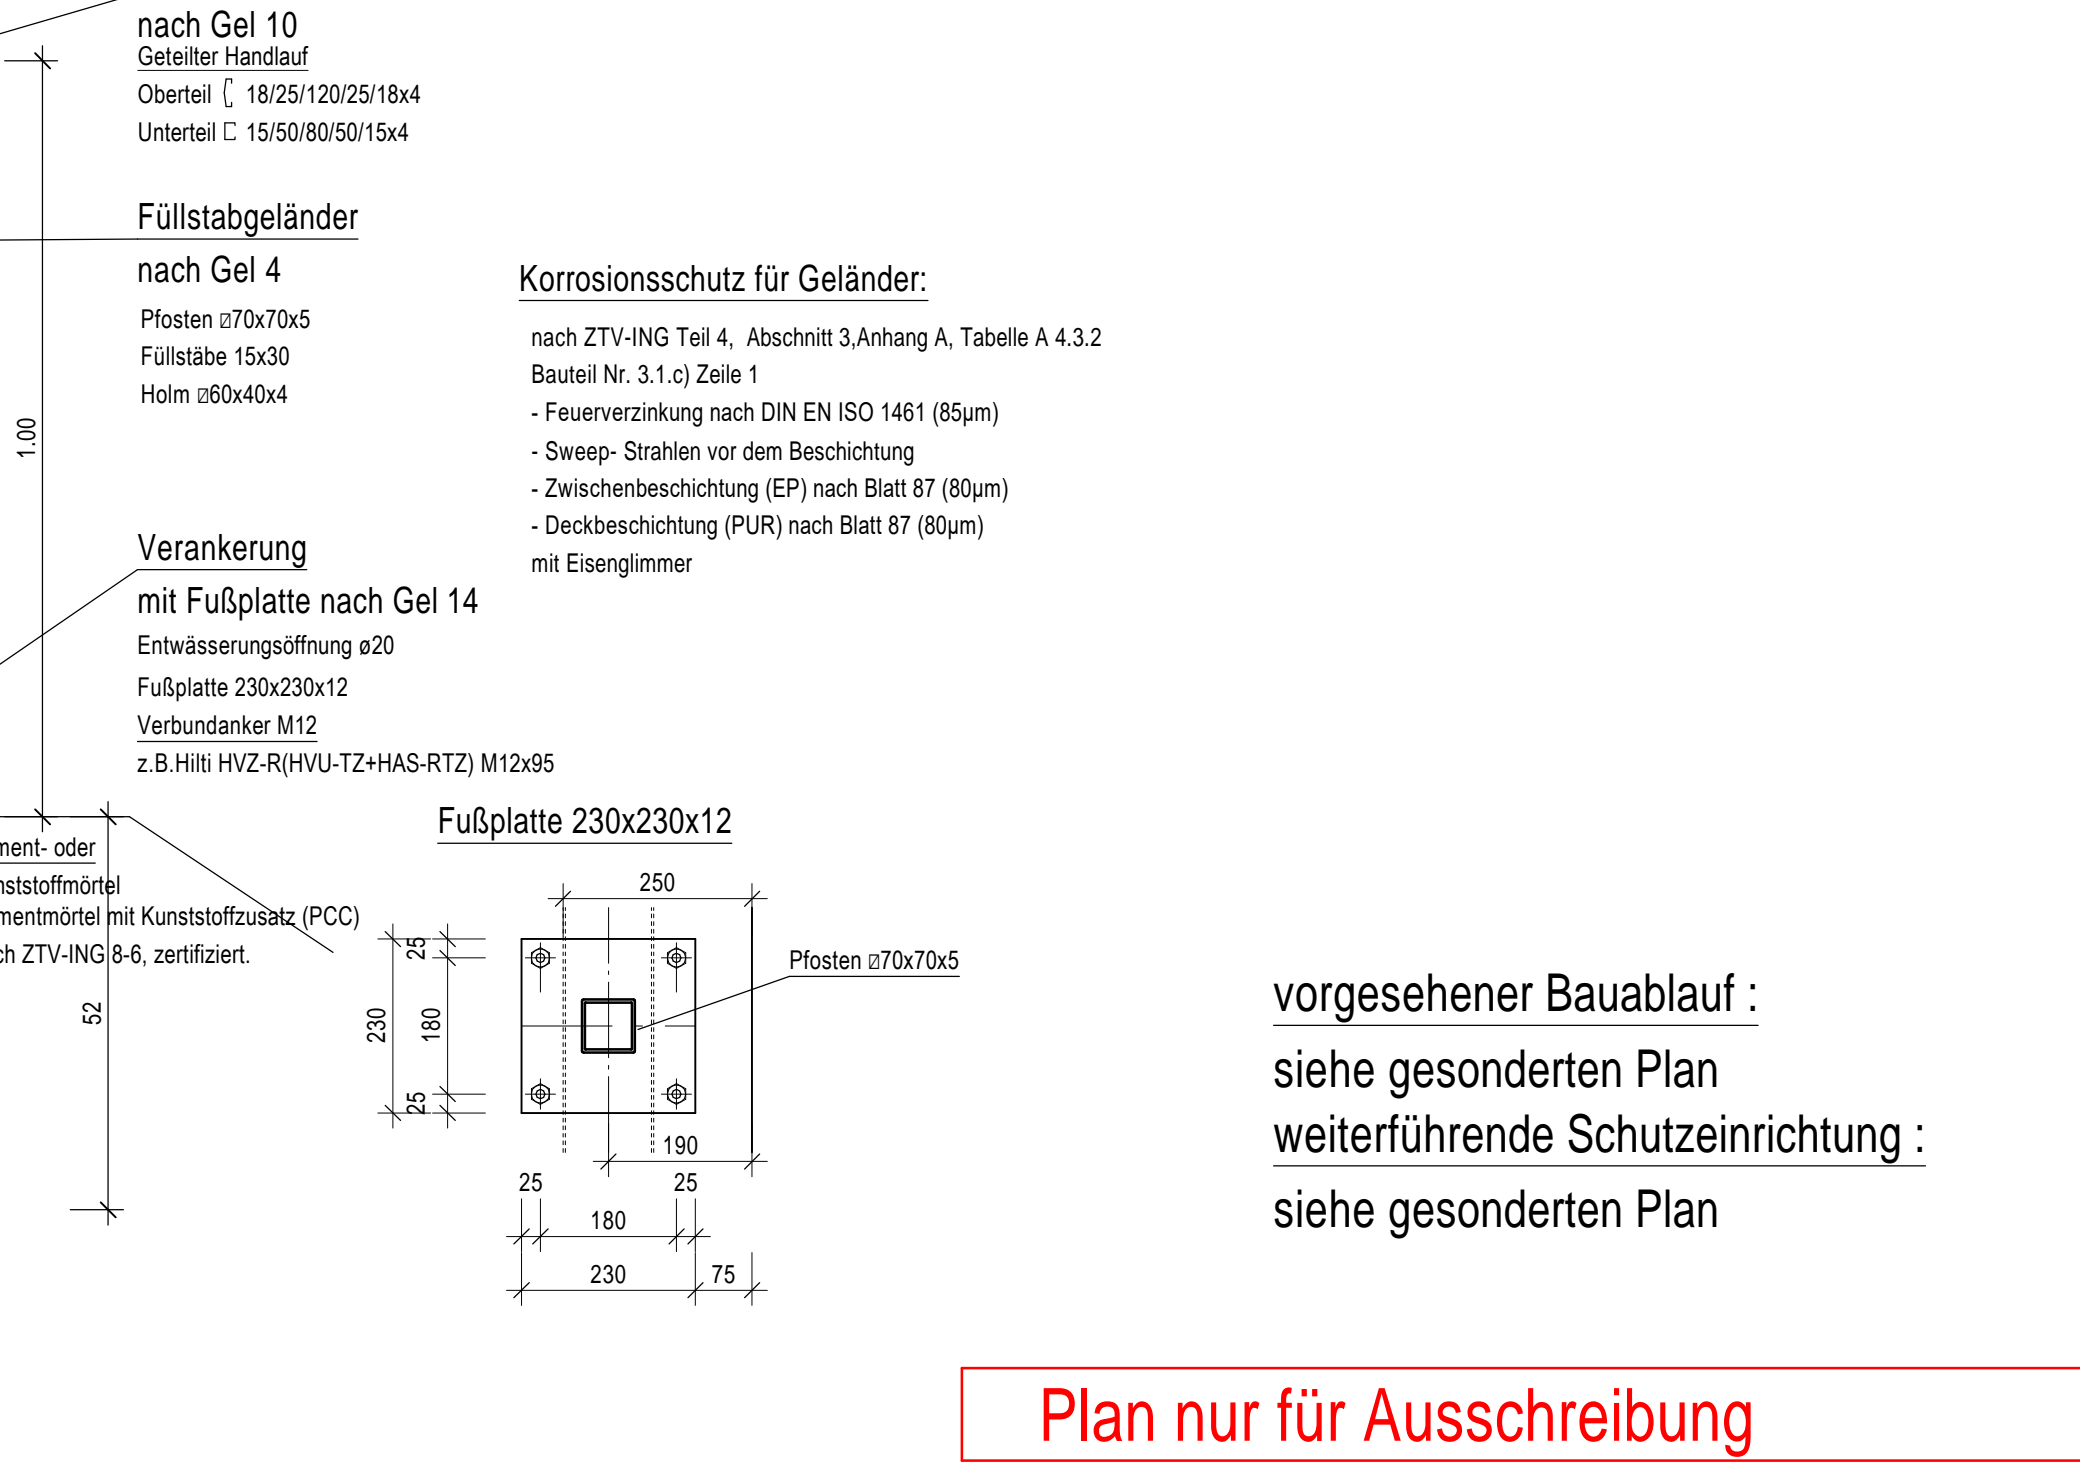 nach Gel 10
Geteilter Handlauf
Oberteil 18/25/120/25/18x4
Unterteil 15/50/80/50/15x4
Füllstabgeländer
nach Gel 4
Pfosten 70x70x5
Füllstäbe 15x30
Holm 60x40x4
1.00
Korrosionsschutz für Geländer:
nach ZTV-ING Teil 4, Abschnitt 3,Anhang A, Tabelle A 4.3.2
Bauteil Nr. 3.1.c) Zeile 1
- Feuerverzinkung nach DIN EN ISO 1461 (85µm)
- Sweep- Strahlen vor dem Beschichtung
- Zwischenbeschichtung (EP) nach Blatt 87 (80µm)
- Deckbeschichtung (PUR) nach Blatt 87 (80µm)
mit Eisenglimmer
Verankerung
mit Fußplatte nach Gel 14
Entwässerungsöffnung ø20
Fußplatte 230x230x12
Verbundanker M12
z.B.Hilti HVZ-R(HVU-TZ+HAS-RTZ) M12x95
ment- oder
nststoffmörtel
mentmörtel mit Kunststoffzusatz (PCC)
ch ZTV-ING 8-6, zertifiziert.
52
Fußplatte 230x230x12
250
25
230
180
25
Pfosten 70x70x5
190
25
25
180
230
75
vorgesehener Bauablauf :
siehe gesonderten Plan
weiterführende Schutzeinrichtung :
siehe gesonderten Plan
Plan nur für Ausschreibung